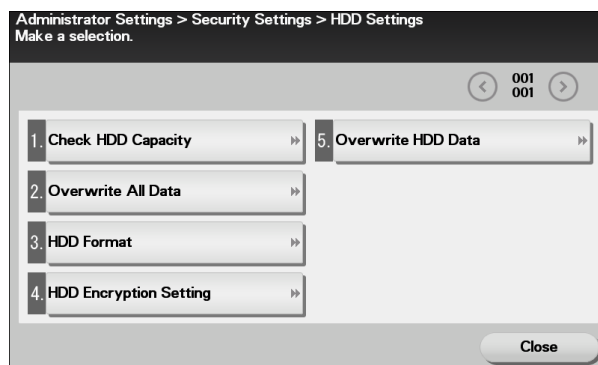 Administrator Settings > Security Settings > HDD Settings
Make a selection.
001
001
1. Check HDD Capacity
5. Overwrite HDD Data
2. Overwrite All Data
3. HDD Format
4. HDD Encryption Setting
Close